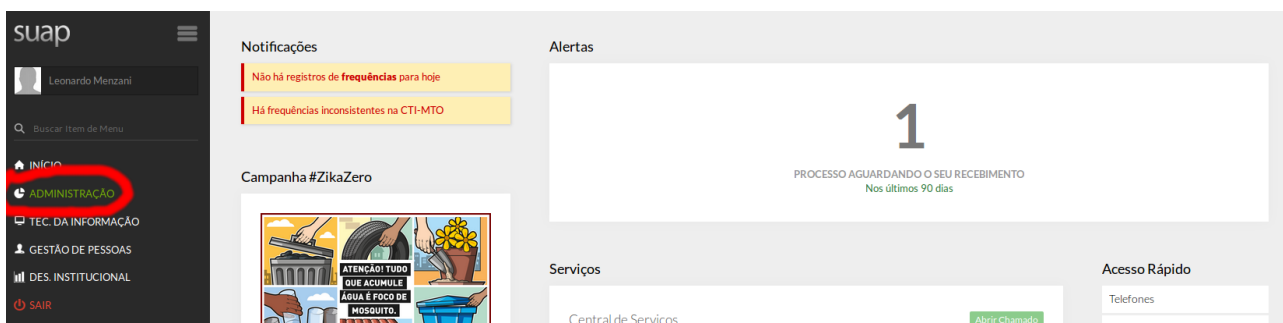 suap
Leonardo Menzani
Buscar Item de Menu
INÍCIO
ADMINISTRAÇÃO
TEC. DA INFORMAÇÃO
GESTÃO DE PESSOAS
DES. INSTITUCIONAL
SAIR
Notificações
Não há registros de frequências para hoje
Há frequências inconsistentes na CTI-MTO
Campanha #ZikaZero
ATENÇÃO! TUDO
QUE ACUMULE
ÁGUA É FOCO DE
MOSQUITO.
Alertas
1
PROCESSO AGUARDANDO O SEU RECEBIMENTO
Nos últimos 90 dias
Serviços
Central de Serviços
Abrir Chamado
Acesso Rápido
Telefones